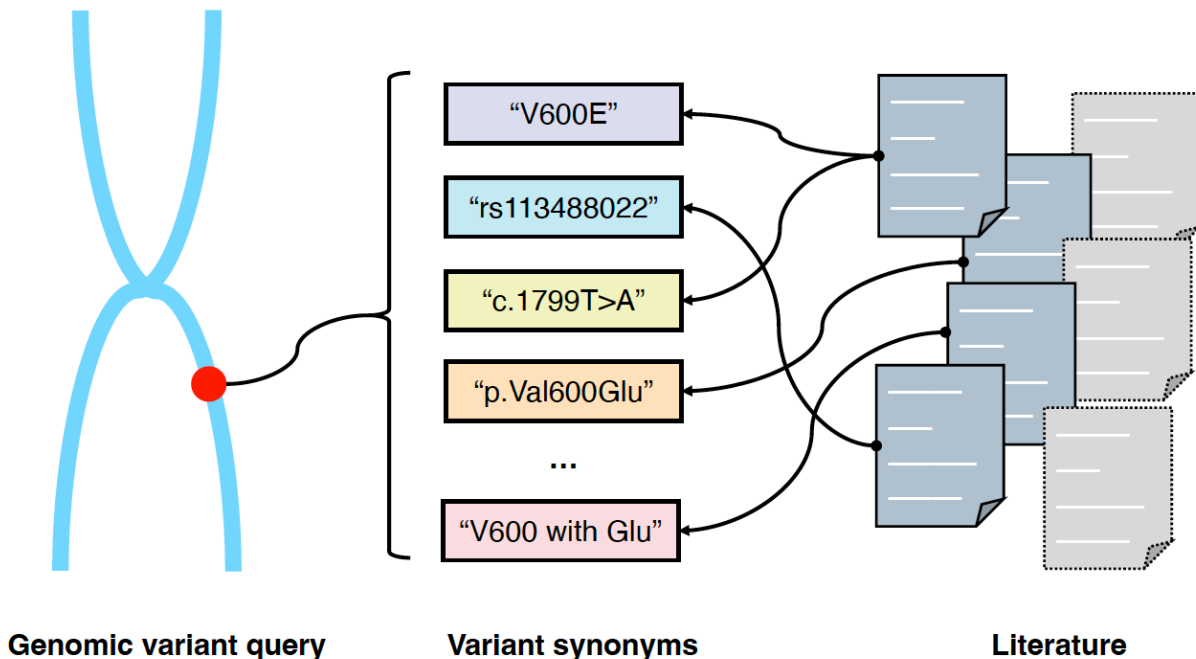 “V600E”
“rs113488022”
“c.1799T>A”
“p.Val600Glu”
...
“V600 with Glu”
Genomic variant query
Variant synonyms
Literature